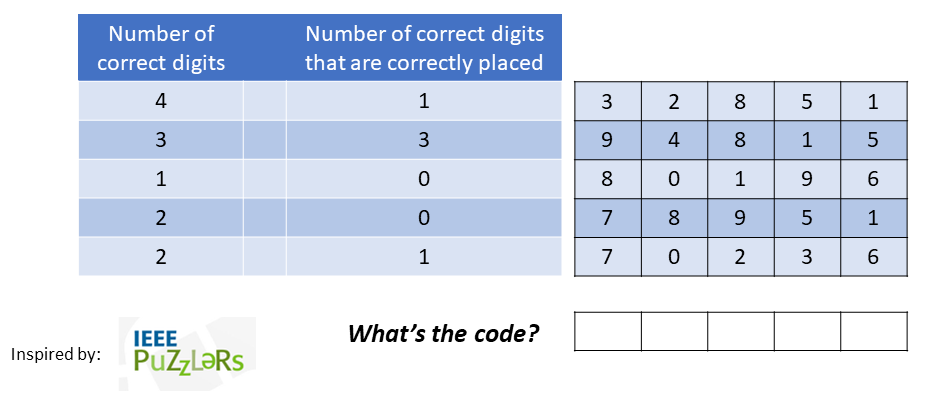 Number of correct digits
Number of correct digits that are correctly placed
4 1 3 2 8 5 1
3 3 9 4 8 1 5
1 0 8 0 1 9 6
2 0 7 8 9 5 1
2 1 7 0 2 3 6
What's the code?
Inspired by:
IEEE
PuZzLəRs